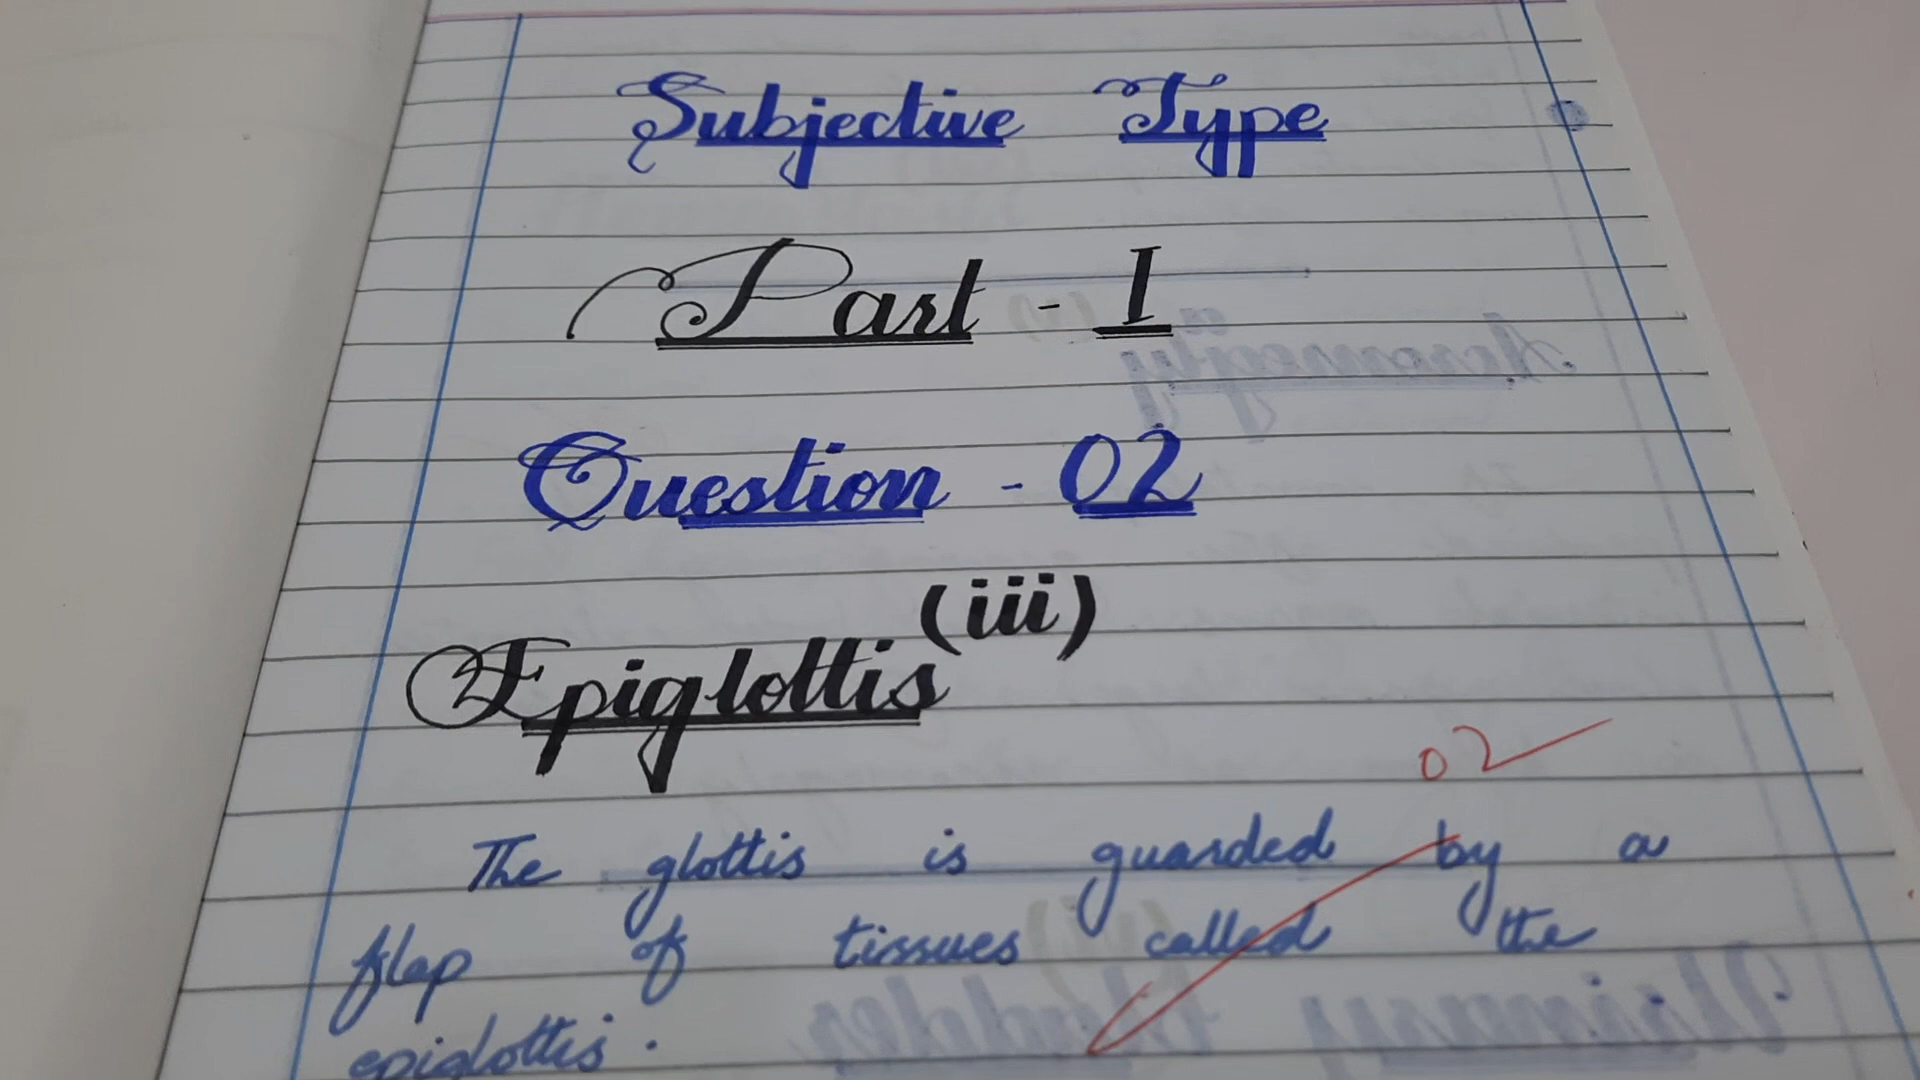 Subjective Type
Part - I
Question - 02
(iii)
Epiglottis
02
The glottis is guarded by a
flap of tissues called the
epiglottis.